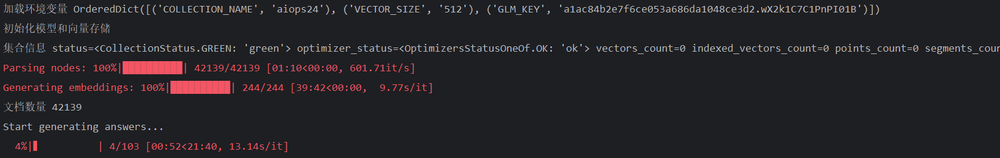 加载环境变量 OrderedDict([('COLLECTION_NAME', 'aiops24'), ('VECTOR_SIZE', '512'), ('GLM_KEY', 'a1ac84b2e7f6ce053a686da1048ce3d2.wX2k1C7C1PnPI01B')])
初始化模型和向量存储
集合信息 status=<CollectionStatus.GREEN: 'green'> optimizer_status=<OptimizersStatusOneOf.OK: 'ok'> vectors_count=0 indexed_vectors_count=0 points_count=0 segments_cour
Parsing nodes: 100%|██████████| 42139/42139 [01:10<00:00, 601.71it/s]
Generating embeddings: 100%|██████████| 244/244 [39:42<00:00,  9.77s/it]
文档数量 42139
Start generating answers...
4%|▍         | 4/103 [00:52<21:40, 13.14s/it]